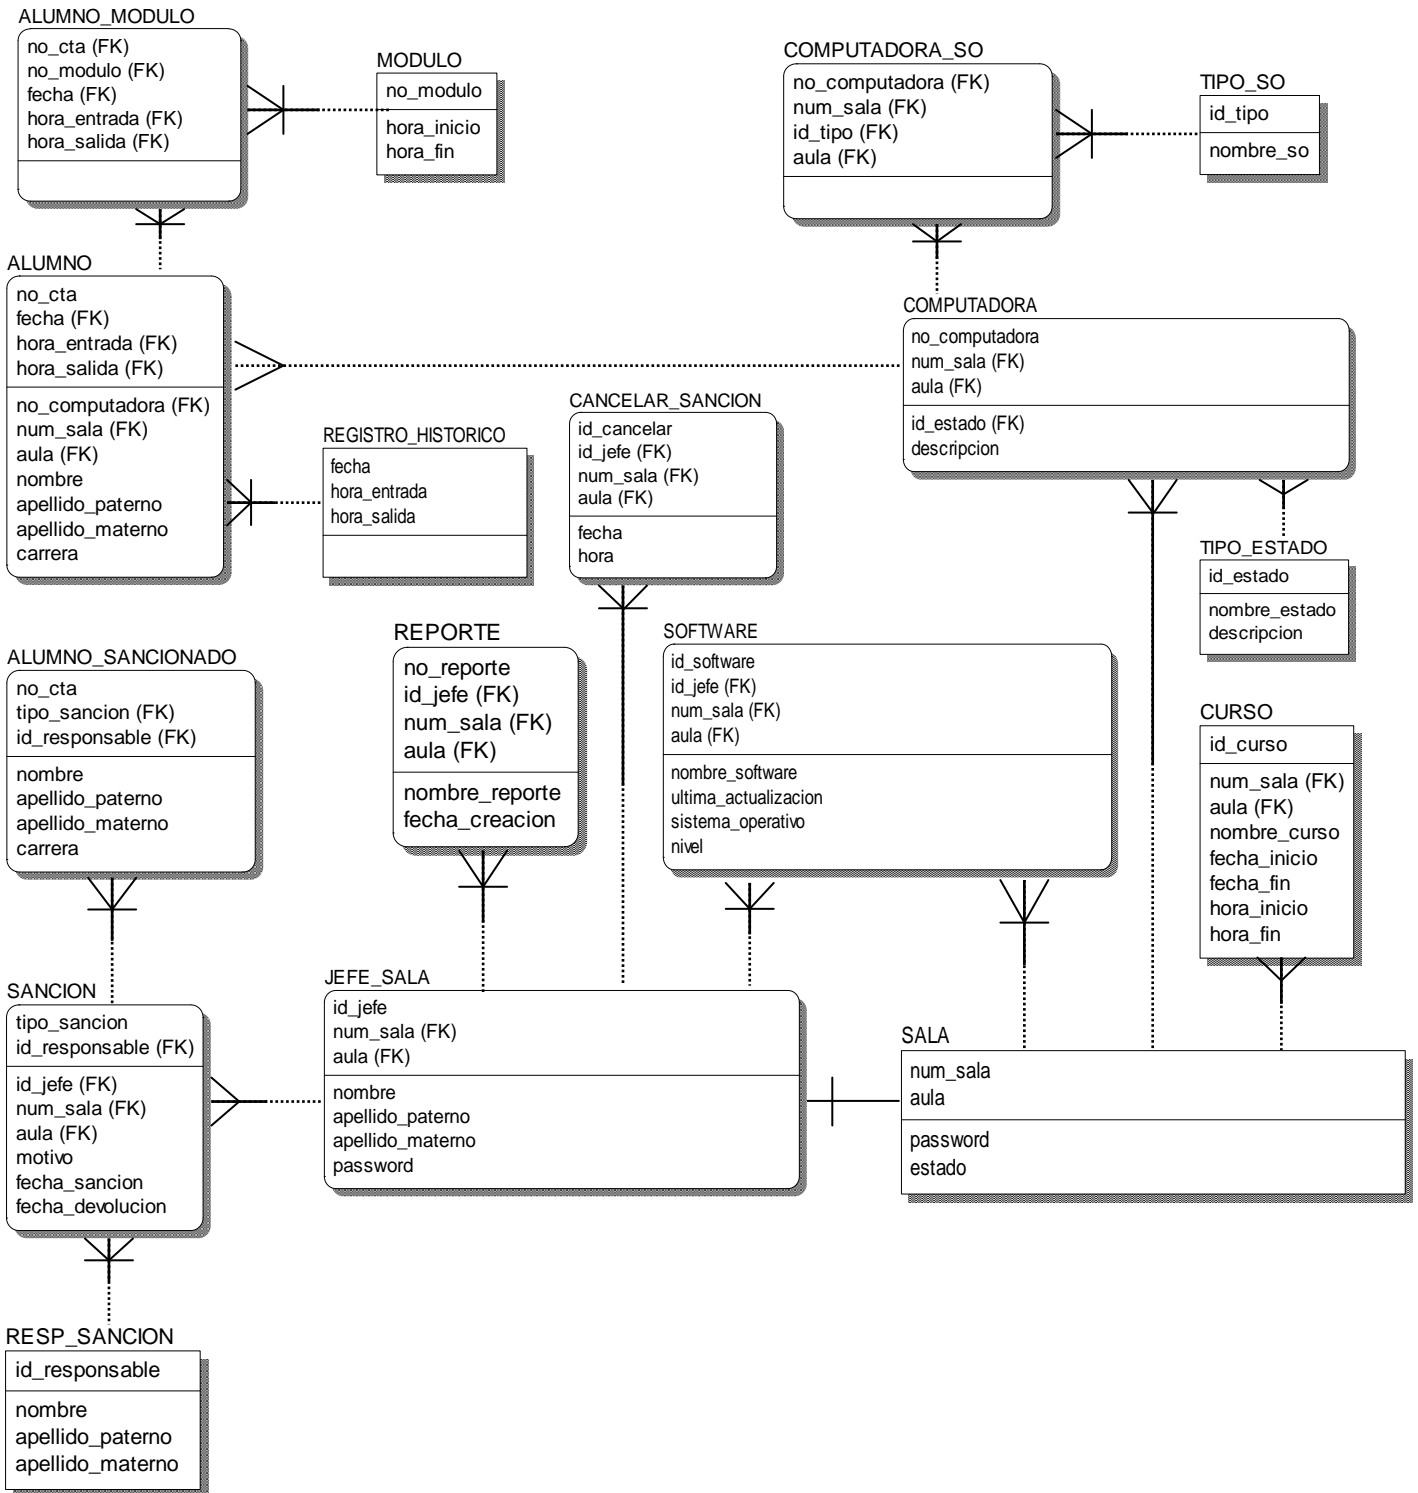 ALUMNO_MODULO
no_cta (FK)
no_modulo (FK)
fecha (FK)
hora_entrada (FK)
hora_salida (FK)
MODULO
no_modulo
hora_inicio
hora_fin
COMPUTADORA_SO
no_computadora (FK)
num_sala (FK)
id_tipo (FK)
aula (FK)
TIPO_SO
id_tipo
nombre_so
ALUMNO
no_cta
fecha (FK)
hora_entrada (FK)
hora_salida (FK)
no_computadora (FK)
num_sala (FK)
aula (FK)
nombre
apellido_paterno
apellido_materno
carrera
REGISTRO_HISTORICO
fecha
hora_entrada
hora_salida
CANCELAR_SANCION
id_cancelar
id_jefe (FK)
num_sala (FK)
aula (FK)
fecha
hora
COMPUTADORA
no_computadora
num_sala (FK)
aula (FK)
id_estado (FK)
descripcion
TIPO_ESTADO
id_estado
nombre_estado
descripcion
ALUMNO_SANCIONADO
no_cta
tipo_sancion (FK)
id_responsable (FK)
nombre
apellido_paterno
apellido_materno
carrera
REPORTE
no_reporte
id_jefe (FK)
num_sala (FK)
aula (FK)
nombre_reporte
fecha_creacion
SOFTWARE
id_software
id_jefe (FK)
num_sala (FK)
aula (FK)
nombre_software
ultima_actualizacion
sistema_operativo
nivel
CURSO
id_curso
num_sala (FK)
aula (FK)
nombre_curso
fecha_inicio
fecha_fin
hora_inicio
hora_fin
SANCION
tipo_sancion
id_responsable (FK)
id_jefe (FK)
num_sala (FK)
aula (FK)
motivo
fecha_sancion
fecha_devolucion
JEFE_SALA
id_jefe
num_sala (FK)
aula (FK)
nombre
apellido_paterno
apellido_materno
password
SALA
num_sala
aula
password
estado
RESP_SANCION
id_responsable
nombre
apellido_paterno
apellido_materno